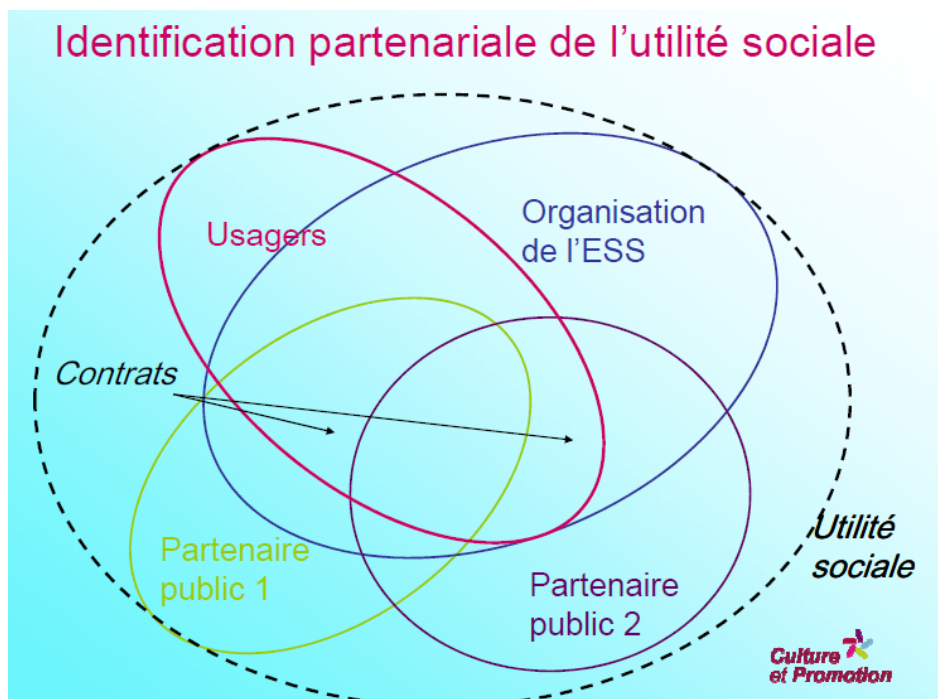 Identification partenariale de l'utilité sociale
Usagers
Organisation
de l'ESS
Contrats
Partenaire
public 1
Partenaire
public 2
Utilité
sociale
Culture
et Promotion